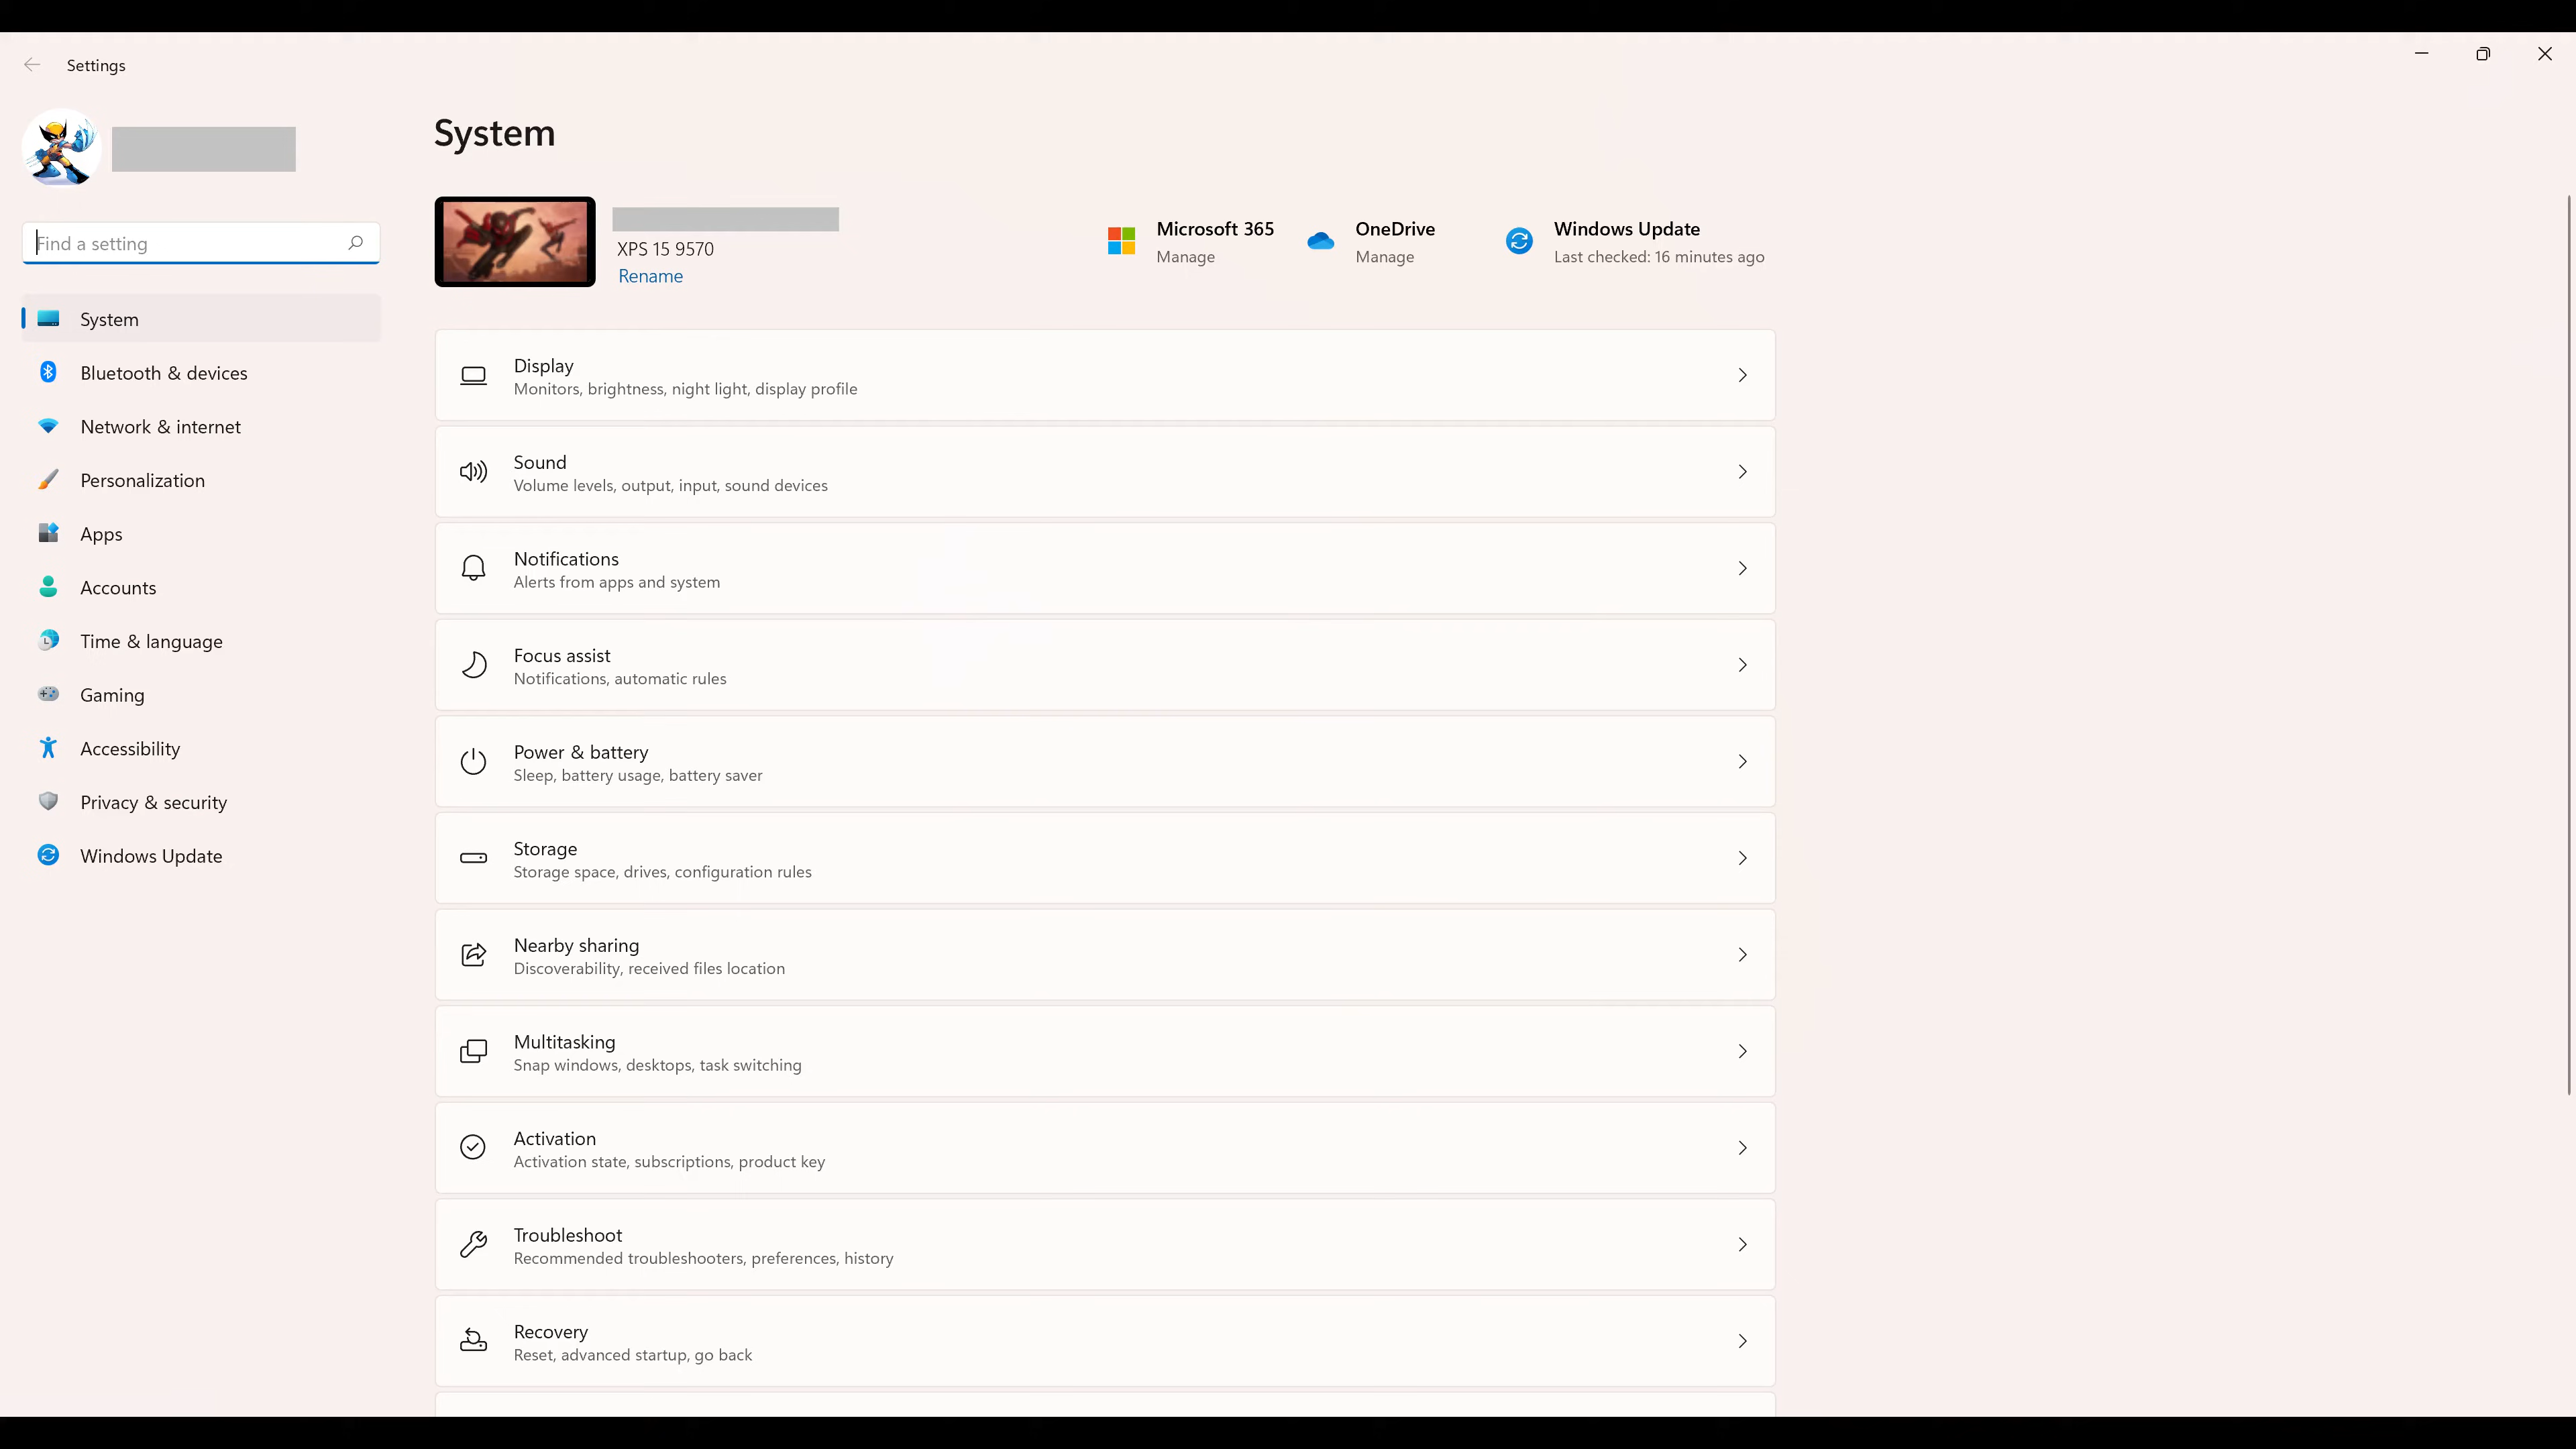 Settings
Find a setting
System
Bluetooth & devices
Network & internet
Personalization
Apps
Accounts
Time & language
Gaming
Accessibility
Privacy & security
Windows Update
System
XPS 15 9570
Rename
Microsoft 365
Manage
OneDrive
Manage
Windows Update
Last checked: 16 minutes ago
Display
Monitors, brightness, night light, display profile
Sound
Volume levels, output, input, sound devices
Notifications
Alerts from apps and system
Focus assist
Notifications, automatic rules
Power & battery
Sleep, battery usage, battery saver
Storage
Storage space, drives, configuration rules
Nearby sharing
Discoverability, received files location
Multitasking
Snap windows, desktops, task switching
Activation
Activation state, subscriptions, product key
Troubleshoot
Recommended troubleshooters, preferences, history
Recovery
Reset, advanced startup, go back